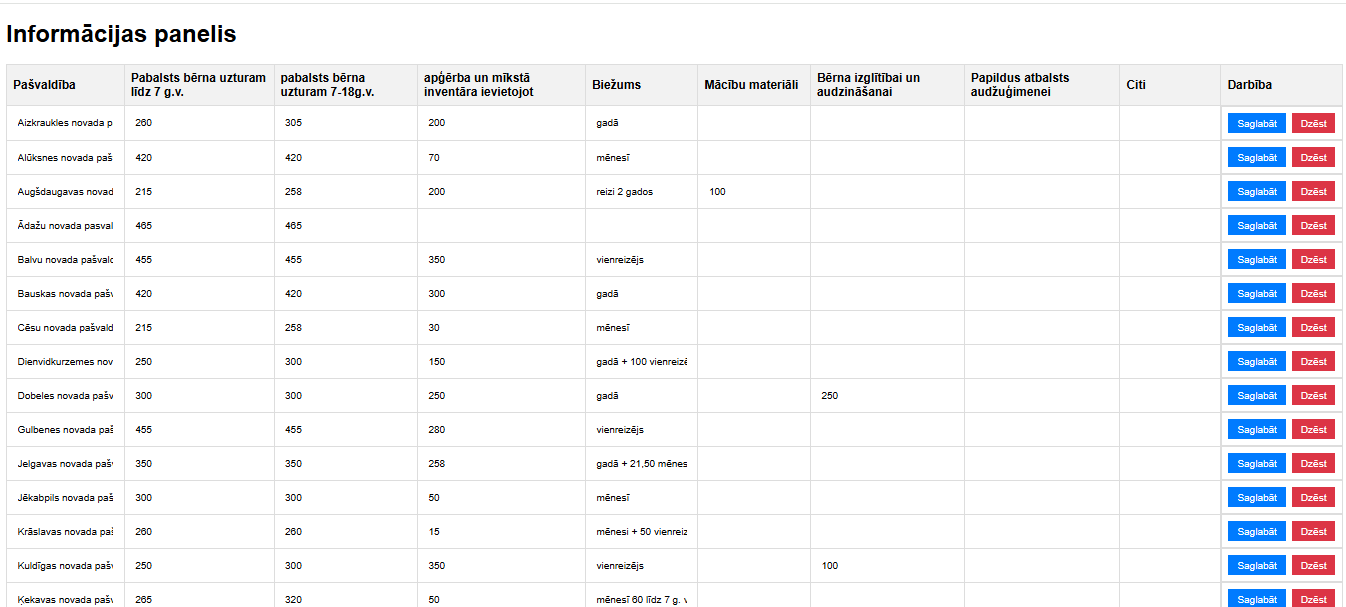 Informācijas panelis
Pašvaldība Pabalsts bērna uzturam līdz 7 g.v. pabalsts bērna uzturam 7-18g.v. apģērba un mīkstā inventāra ievietojot Biežums Mācību materiāli Bērna izglītībai un audzināšanai Papildus atbalsts audžuģimenei Citi Darbība
Aizkraukles novada p 260 305 200 gadā Saglabāt Dzēst
Alūksnes novada paš 420 420 70 mēnesī Saglabāt Dzēst
Augšdaugavas novad 215 258 200 reizi 2 gados 100 Saglabāt Dzēst
Ādažu novada pasval 465 465 Saglabāt Dzēst
Balvu novada pašvalc 455 455 350 vienreizējs Saglabāt Dzēst
Bauskas novada paš 420 420 300 gadā Saglabāt Dzēst
Cēsu novada pašvald 215 258 30 mēnesī Saglabāt Dzēst
Dienvidkurzemes nov 250 300 150 gadā + 100 vienreizē Saglabāt Dzēst
Dobeles novada pašv 300 300 250 gadā 250 Saglabāt Dzēst
Gulbenes novada paš 455 455 280 vienreizējs Saglabāt Dzēst
Jelgavas novada paš 350 350 258 gadā + 21,50 mēnes Saglabāt Dzēst
Jēkabpils novada paš 300 300 50 mēnesī Saglabāt Dzēst
Krāslavas novada paš 260 260 15 mēnesi + 50 vienreiz Saglabāt Dzēst
Kuldīgas novada paš 250 300 350 vienreizējs 100 Saglabāt Dzēst
Ķekavas novada paš 265 320 50 mēnesī 60 līdz 7 g. v Saglabāt Dzēst